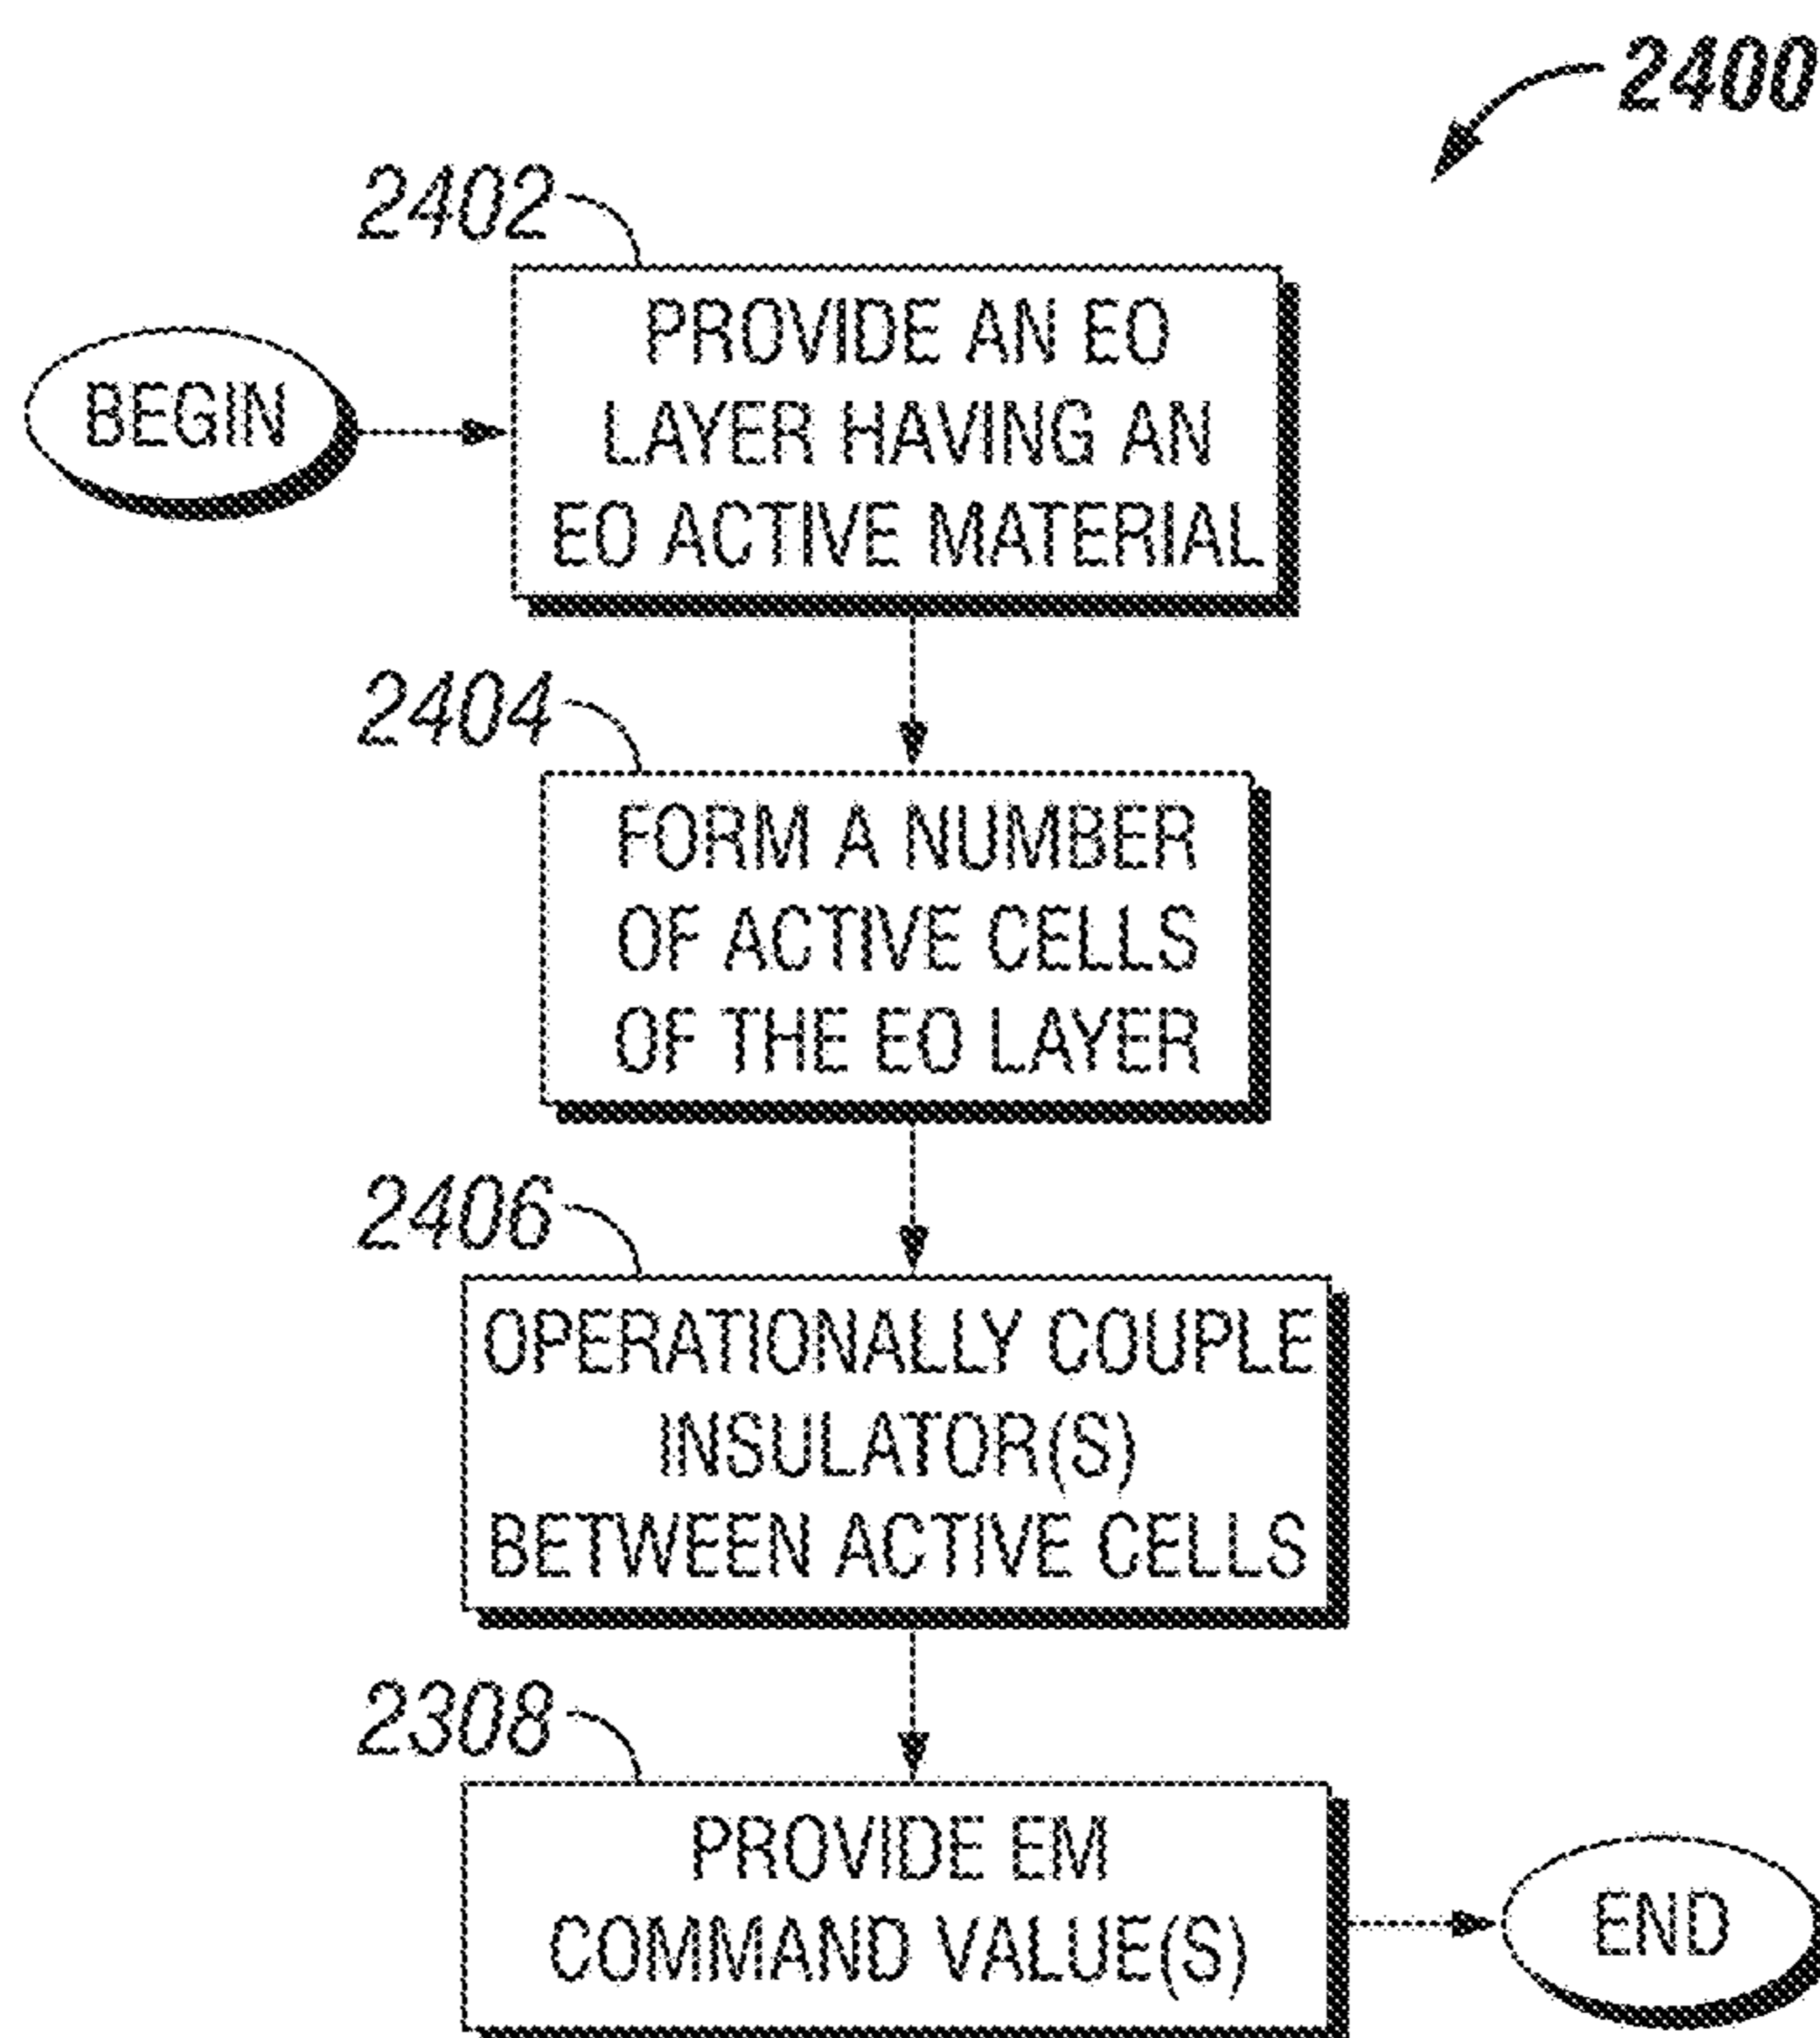 2400
2402
PROVIDE AN EO
LAYER HAVING AN
EO ACTIVE MATERIAL
BEGIN
2404
FORM A NUMBER
OF ACTIVE CELLS
OF THE EO LAYER
2406
OPERATIONALLY COUPLE
INSULATOR(S)
BETWEEN ACTIVE CELLS
2308
PROVIDE EM
COMMAND VALUE(S)
END